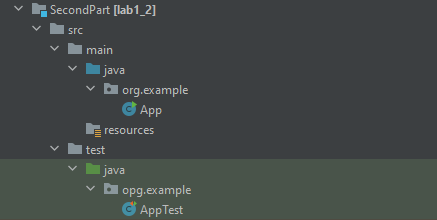 SecondPart [lab1_2]
src
main
java
org.example
App
resources
test
java
opg.example
AppTest